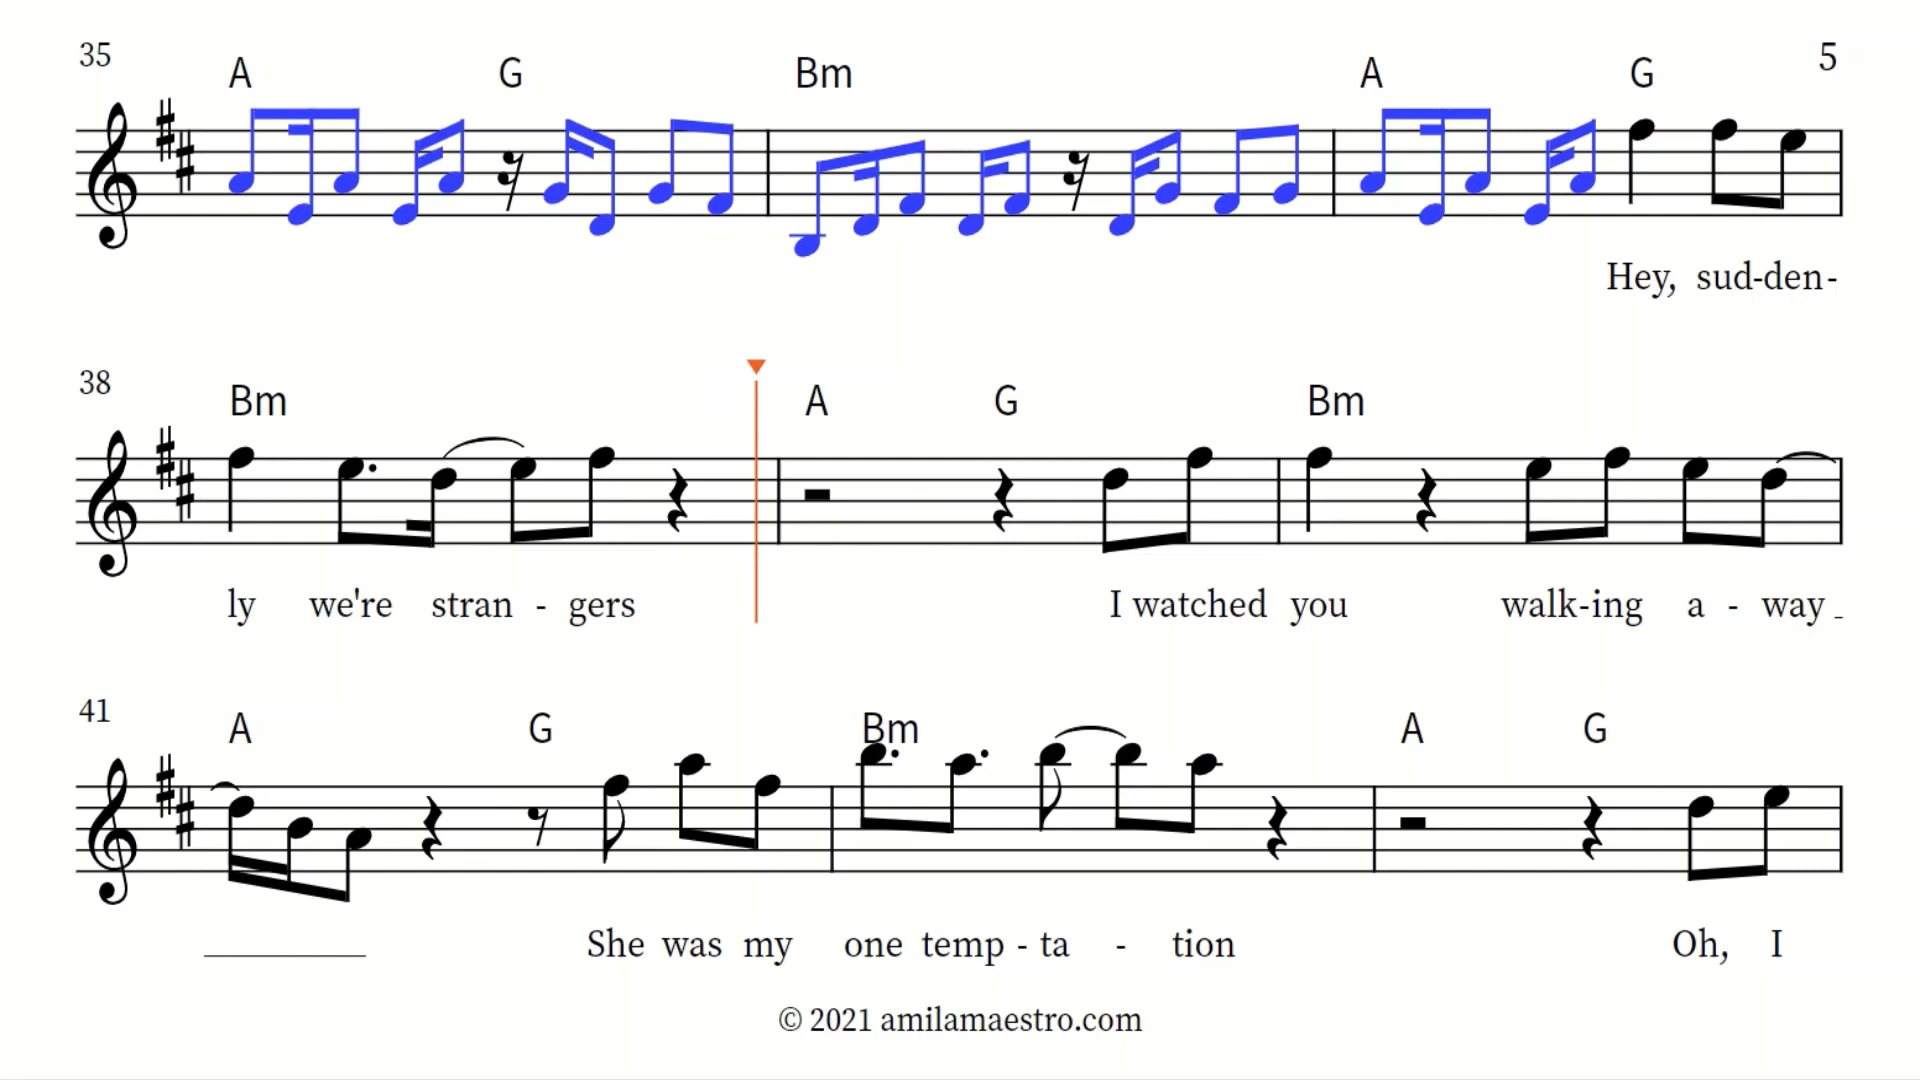 35 A G Bm A G 5
Hey, sud-den-
38 Bm A G Bm
ly we're stran - gers I watched you walk-ing a - way _
41 A G Bm A G
She was my one temp - ta - tion Oh, I
© 2021 amilamaestro.com